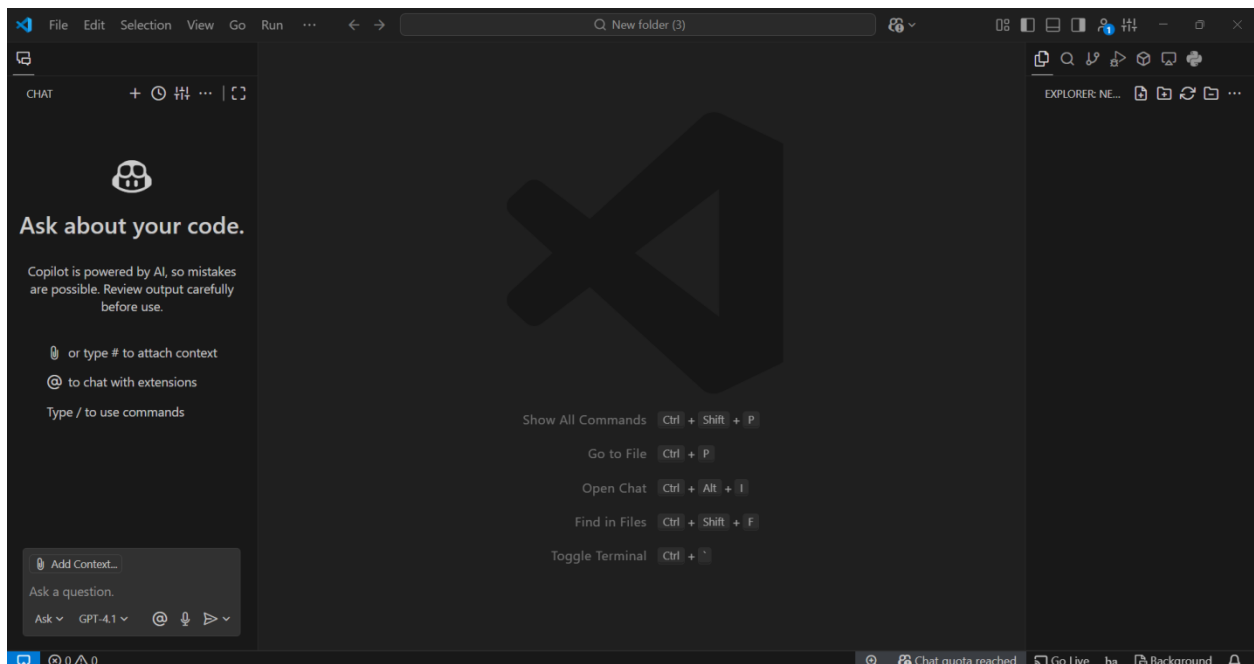 File Edit Selection View Go Run ··· New folder (3)
CHAT
Ask about your code.
Copilot is powered by AI, so mistakes
are possible. Review output carefully
before use.
or type # to attach context
@ to chat with extensions
Type / to use commands
Add Context...
Ask a question.
Ask GPT-4.1 @
Show All Commands Ctrl + Shift + P
Go to File Ctrl + P
Open Chat Ctrl + Alt + I
Find in Files Ctrl + Shift + F
Toggle Terminal Ctrl + `
1
EXPLORER: NE...
0 0 Chat quota reached Go Live ba Background